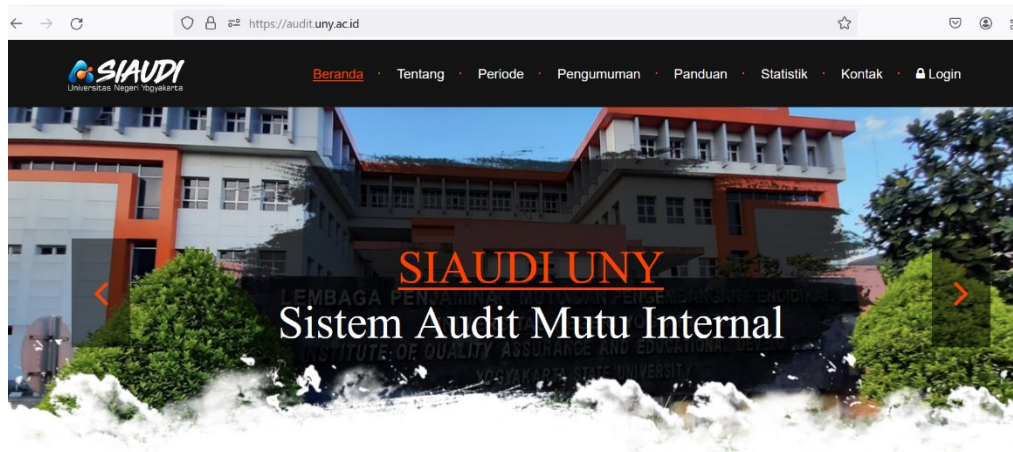 https://audit.uny.ac.id
SIAUDI
Universitas Negeri Yogyakarta
Beranda · Tentang · Periode · Pengumuman · Panduan · Statistik · Kontak · Login
SIAUDI UNY
LEMBAGA PENJAMINAN MUTU DAN PENGEMBANGAN PENDIDIKAN
Sistem Audit Mutu Internal
INSTITUTE OF QUALITY ASSURANCE AND EDUCATIONAL
YOGYAKARTA STATE UNIVERSITY